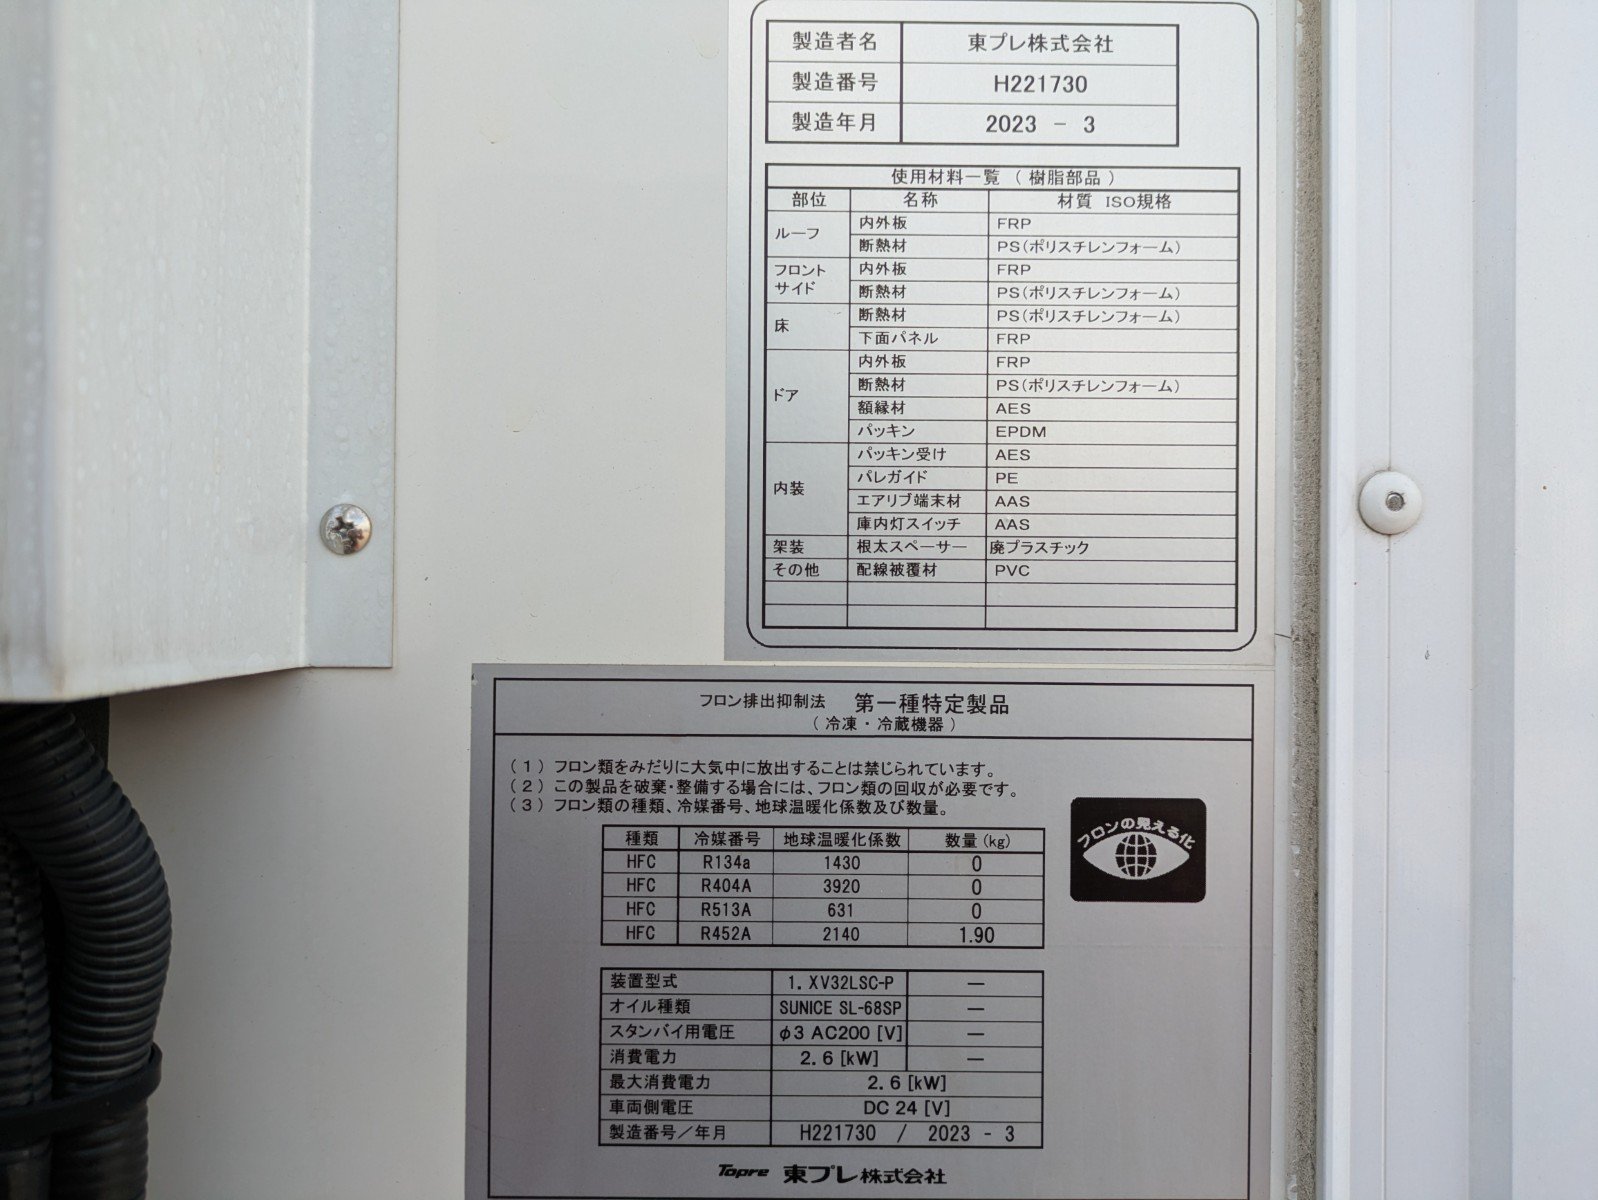 製造者名 東プレ株式会社
製造番号 H221730
製造年月 2023 - 3
使用材料一覧 (樹脂部品)
部位 名称 材質 ISO規格
ルーフ 内外板 FRP
断熱材 PS(ポリスチレンフォーム)
フロントサイド 内外板 FRP
断熱材 PS(ポリスチレンフォーム)
床 断熱材 PS(ポリスチレンフォーム)
下面パネル FRP
ドア 内外板 FRP
断熱材 PS(ポリスチレンフォーム)
額縁材 AES
パッキン EPDM
内装 パッキン受け AES
パレガイド PE
エアリブ端末材 AAS
庫内灯スイッチ AAS
架装 根太スペーサー 廃プラスチック
その他 配線被覆材 PVC
フロン排出抑制法 第一種特定製品
(冷凍・冷蔵機器)
(1) フロン類をみだりに大気中に放出することは禁じられています。
(2) この製品を破棄・整備する場合には、フロン類の回収が必要です。
(3) フロン類の種類、冷媒番号、地球温暖化係数及び数量。
種類 冷媒番号 地球温暖化係数 数量(kg)
HFC R134a 1430 0
HFC R404A 3920 0
HFC R513A 631 0
HFC R452A 2140 1.90
フロンの見える化
装置型式 1. XV32LSC-P —
オイル種類 SUNICE SL-68SP —
スタンバイ用電圧 φ3 AC200 [V] —
消費電力 2.6 [kW] —
最大消費電力 2.6 [kW]
車両側電圧 DC 24 [V]
製造番号/年月 H221730 / 2023 - 3
Topre 東プレ株式会社